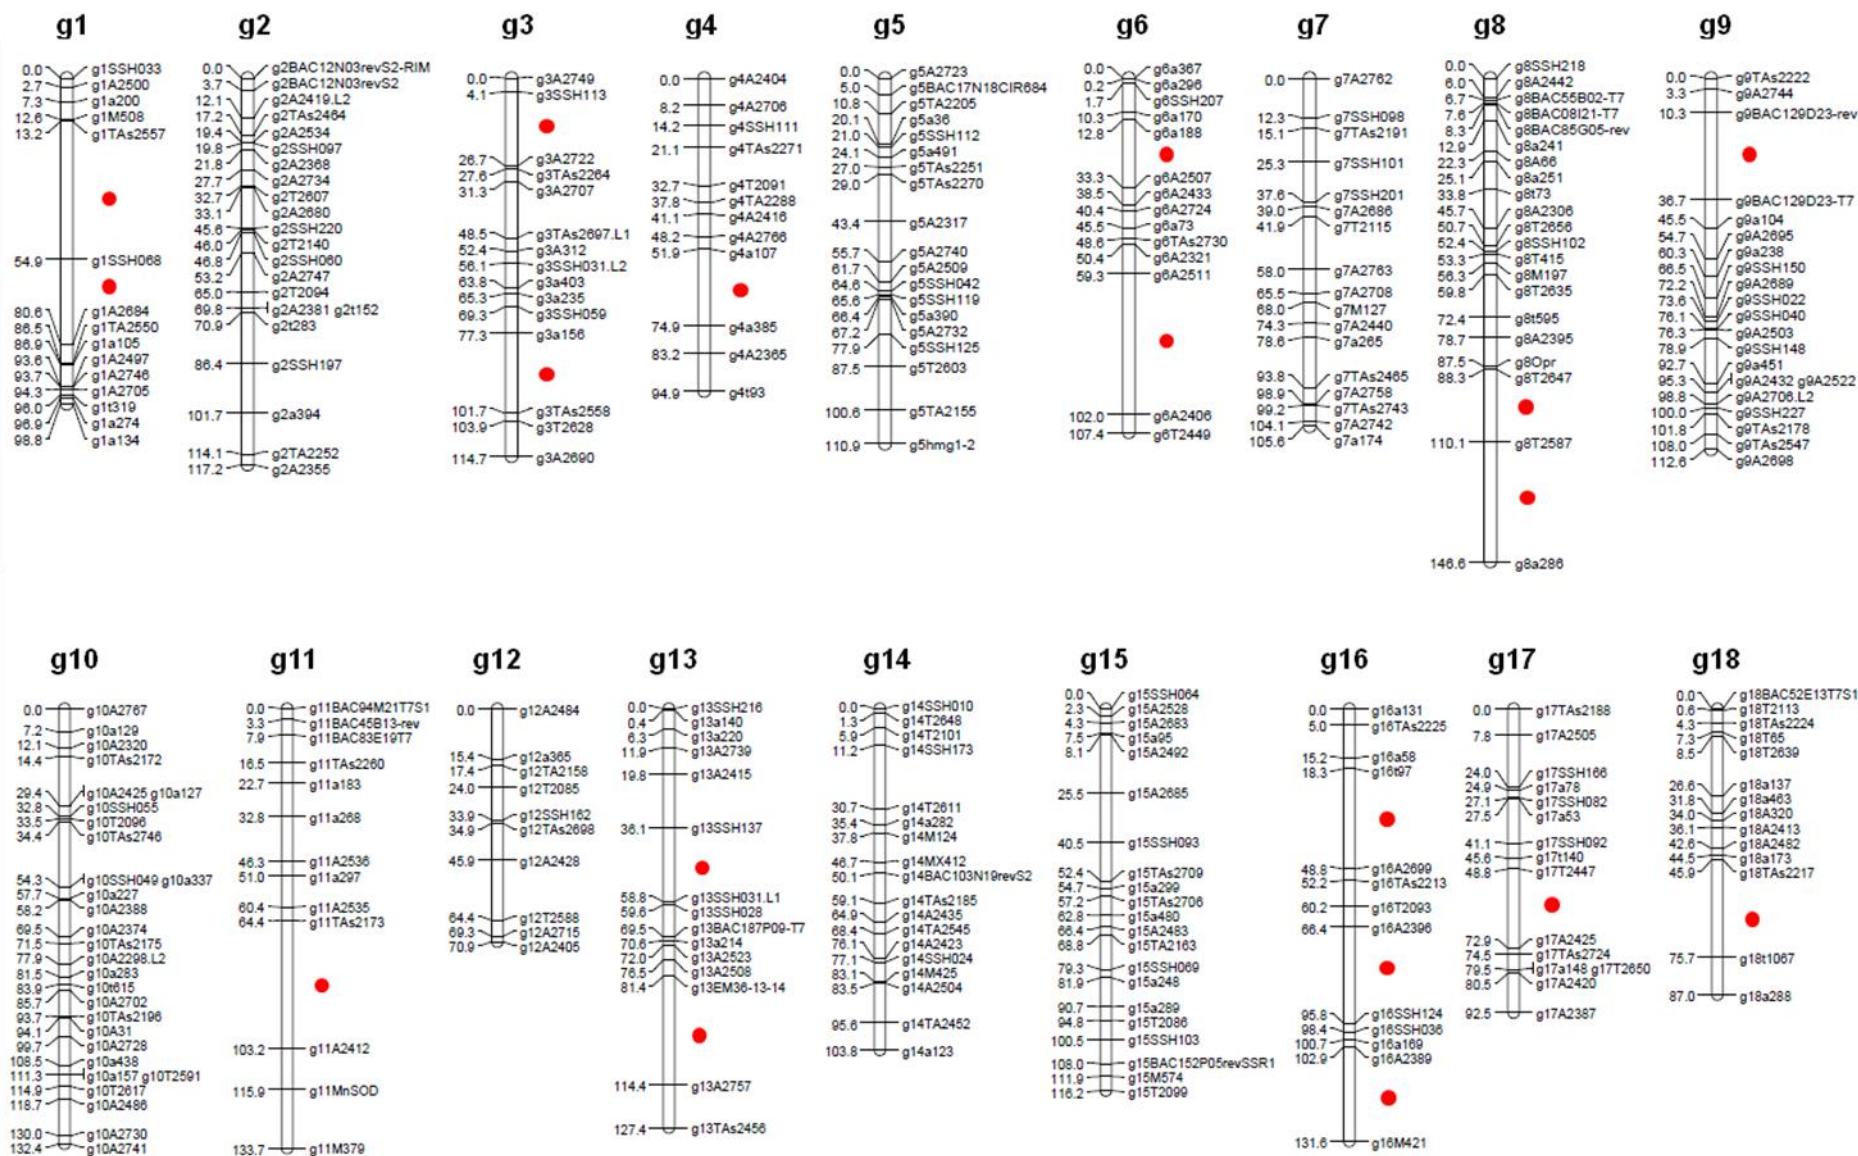 g1 g2 g3 g4 g5 g6 g7 g8 g9
0.0 g1SSH033
2.7 g1A2500
7.3 g1a200
12.6 g1M508
13.2 g1TAs2557
54.9 g1SSH068
80.6 g1A2684
86.5 g1TA2550
86.9 g1a105
93.6 g1A2497
93.7 g1A2746
94.3 g1A2705
96.0 g1t319
96.9 g1a274
98.8 g1a134
0.0 g2BAC12N03revS2-RIM
3.7 g2BAC12N03revS2
12.1 g2A2419.L2
17.2 g2TAs2464
19.4 g2A2534
19.8 g2SSH097
21.8 g2A2368
27.7 g2A2734
32.7 g2T2607
33.1 g2A2680
45.6 g2SSH220
46.0 g2T2140
46.8 g2SSH060
53.2 g2A2747
65.0 g2T2094
69.8 g2A2381 g2t152
70.9 g2t283
86.4 g2SSH197
101.7 g2a394
114.1 g2TA2252
117.2 g2A2355
0.0 g3A2749
4.1 g3SSH113
26.7 g3A2722
27.6 g3TAs2264
31.3 g3A2707
48.5 g3TAs2697.L1
52.4 g3A312
56.1 g3SSH031.L2
63.8 g3a403
65.3 g3a235
69.3 g3SSH059
77.3 g3a156
101.7 g3TAs2558
103.9 g3T2628
114.7 g3A2690
0.0 g4A2404
8.2 g4A2706
14.2 g4SSH111
21.1 g4TAs2271
32.7 g4T2091
37.8 g4TA2288
41.1 g4A2416
48.2 g4A2766
51.9 g4a107
74.9 g4a385
83.2 g4A2365
94.9 g4t93
0.0 g5A2723
5.0 g5BAC17N18CIR684
10.8 g5TA2205
20.1 g5a36
21.0 g5SSH112
24.1 g5a491
27.0 g5TAs2251
29.0 g5TAs2270
43.4 g5A2317
55.7 g5A2740
61.7 g5A2509
64.6 g5SSH042
65.6 g5SSH119
66.4 g5a390
67.2 g5A2732
77.9 g5SSH125
87.5 g5T2603
100.6 g5TA2155
110.9 g5hmg1-2
0.0 g6a367
0.2 g6a296
1.7 g6SSH207
10.3 g6a170
12.8 g6a188
33.3 g6A2507
38.5 g6A2433
40.4 g6A2724
45.5 g6a73
48.6 g6TAs2730
50.4 g6A2321
59.3 g6A2511
102.0 g6A2406
107.4 g6T2449
0.0 g7A2762
12.3 g7SSH098
15.1 g7TAs2191
25.3 g7SSH101
37.6 g7SSH201
39.0 g7A2686
41.9 g7T2115
58.0 g7A2763
65.5 g7A2708
68.0 g7M127
74.3 g7A2440
78.6 g7a265
93.8 g7TAs2465
98.9 g7A2758
99.2 g7TAs2743
104.1 g7A2742
105.6 g7a174
0.0 g8SSH218
6.0 g8A2442
6.7 g8BAC55B02-T7
7.6 g8BAC08I21-T7
8.3 g8BAC85G05-rev
12.9 g8a241
22.3 g8A66
25.1 g8a251
33.8 g8t73
45.7 g8A2306
50.7 g8T2656
52.4 g8SSH102
53.3 g8T415
56.3 g8M197
59.8 g8T2635
72.4 g8t595
78.7 g8A2395
87.5 g8Opr
88.3 g8T2647
110.1 g8T2587
146.6 g8a286
0.0 g9TAs2222
3.3 g9A2744
10.3 g9BAC129D23-rev
36.7 g9BAC129D23-T7
45.5 g9a104
54.7 g9A2695
60.3 g9a238
66.5 g9SSH150
72.2 g9A2689
73.6 g9SSH022
76.1 g9SSH040
76.3 g9A2503
78.9 g9SSH148
92.7 g9a451
95.3 g9A2432 g9A2522
98.8 g9A2706.L2
100.0 g9SSH227
101.8 g9TAs2178
108.0 g9TAs2547
112.6 g9A2698
g10 g11 g12 g13 g14 g15 g16 g17 g18
0.0 g10A2767
7.2 g10a129
12.1 g10A2320
14.4 g10TAs2172
29.4 g10A2425 g10a127
32.8 g10SSH055
33.5 g10T2096
34.4 g10TAs2746
54.3 g10SSH049 g10a337
57.7 g10a227
58.2 g10A2388
69.5 g10A2374
71.5 g10TAs2175
77.9 g10A2298.L2
81.5 g10a283
83.9 g10t615
85.7 g10A2702
93.7 g10TAs2196
94.1 g10A31
99.7 g10A2728
108.5 g10a438
111.3 g10a157 g10T2591
114.9 g10T2617
118.7 g10A2486
130.0 g10A2730
132.4 g10A2741
0.0 g11BAC94M21T7S1
3.3 g11BAC45B13-rev
7.9 g11BAC83E19T7
16.5 g11TAs2260
22.7 g11a183
32.8 g11a268
46.3 g11A2536
51.0 g11a297
60.4 g11A2535
64.4 g11TAs2173
103.2 g11A2412
115.9 g11MnSOD
133.7 g11M379
0.0 g12A2484
15.4 g12a365
17.4 g12TA2158
24.0 g12T2085
33.9 g12SSH162
34.9 g12TAs2698
45.9 g12A2428
64.4 g12T2588
69.3 g12A2715
70.9 g12A2405
0.0 g13SSH216
0.4 g13a140
6.3 g13a220
11.9 g13A2739
19.8 g13A2415
36.1 g13SSH137
58.8 g13SSH031.L1
59.6 g13SSH028
69.5 g13BAC187P09-T7
70.6 g13a214
72.0 g13A2523
76.5 g13A2508
81.4 g13EM36-13-14
114.4 g13A2757
127.4 g13TAs2456
0.0 g14SSH010
1.3 g14T2648
5.9 g14T2101
11.2 g14SSH173
30.7 g14T2611
35.4 g14a282
37.8 g14M124
46.7 g14MX412
50.1 g14BAC103N19revS2
59.1 g14TAs2185
64.9 g14A2435
68.4 g14TA2545
76.1 g14A2423
77.1 g14SSH024
83.1 g14M425
83.5 g14A2504
95.6 g14TA2452
103.8 g14a123
0.0 g15SSH064
2.3 g15A2528
4.3 g15A2683
7.5 g15a95
8.1 g15A2492
25.5 g15A2685
40.5 g15SSH093
52.4 g15TAs2709
54.7 g15a299
57.2 g15TAs2706
62.8 g15a480
66.4 g15A2483
68.8 g15TA2163
79.3 g15SSH069
81.9 g15a248
90.7 g15a289
94.8 g15T2086
100.5 g15SSH103
108.0 g15BAC152P05revSSR1
111.9 g15M574
116.2 g15T2099
0.0 g16a131
5.0 g16TAs2225
15.2 g16a58
18.3 g16t97
48.8 g16A2699
52.2 g16TAs2213
60.2 g16T2093
66.4 g16A2396
95.8 g16SSH124
98.4 g16SSH036
100.7 g16a169
102.9 g16A2389
131.6 g16M421
0.0 g17TAs2188
7.8 g17A2505
24.0 g17SSH166
24.9 g17a78
27.1 g17SSH082
27.5 g17a53
41.1 g17SSH092
45.6 g17t140
48.8 g17T2447
72.9 g17A2425
74.5 g17TAs2724
79.5 g17a148 g17T2650
80.5 g17A2420
92.5 g17A2387
0.0 g18BAC52E13T7S1
0.6 g18T2113
4.3 g18TAs2224
7.3 g18T65
8.5 g18T2639
26.6 g18a137
31.8 g18a463
34.0 g18A320
36.1 g18A2413
42.6 g18A2482
44.5 g18a173
45.9 g18TAs2217
75.7 g18t1067
87.0 g18a288